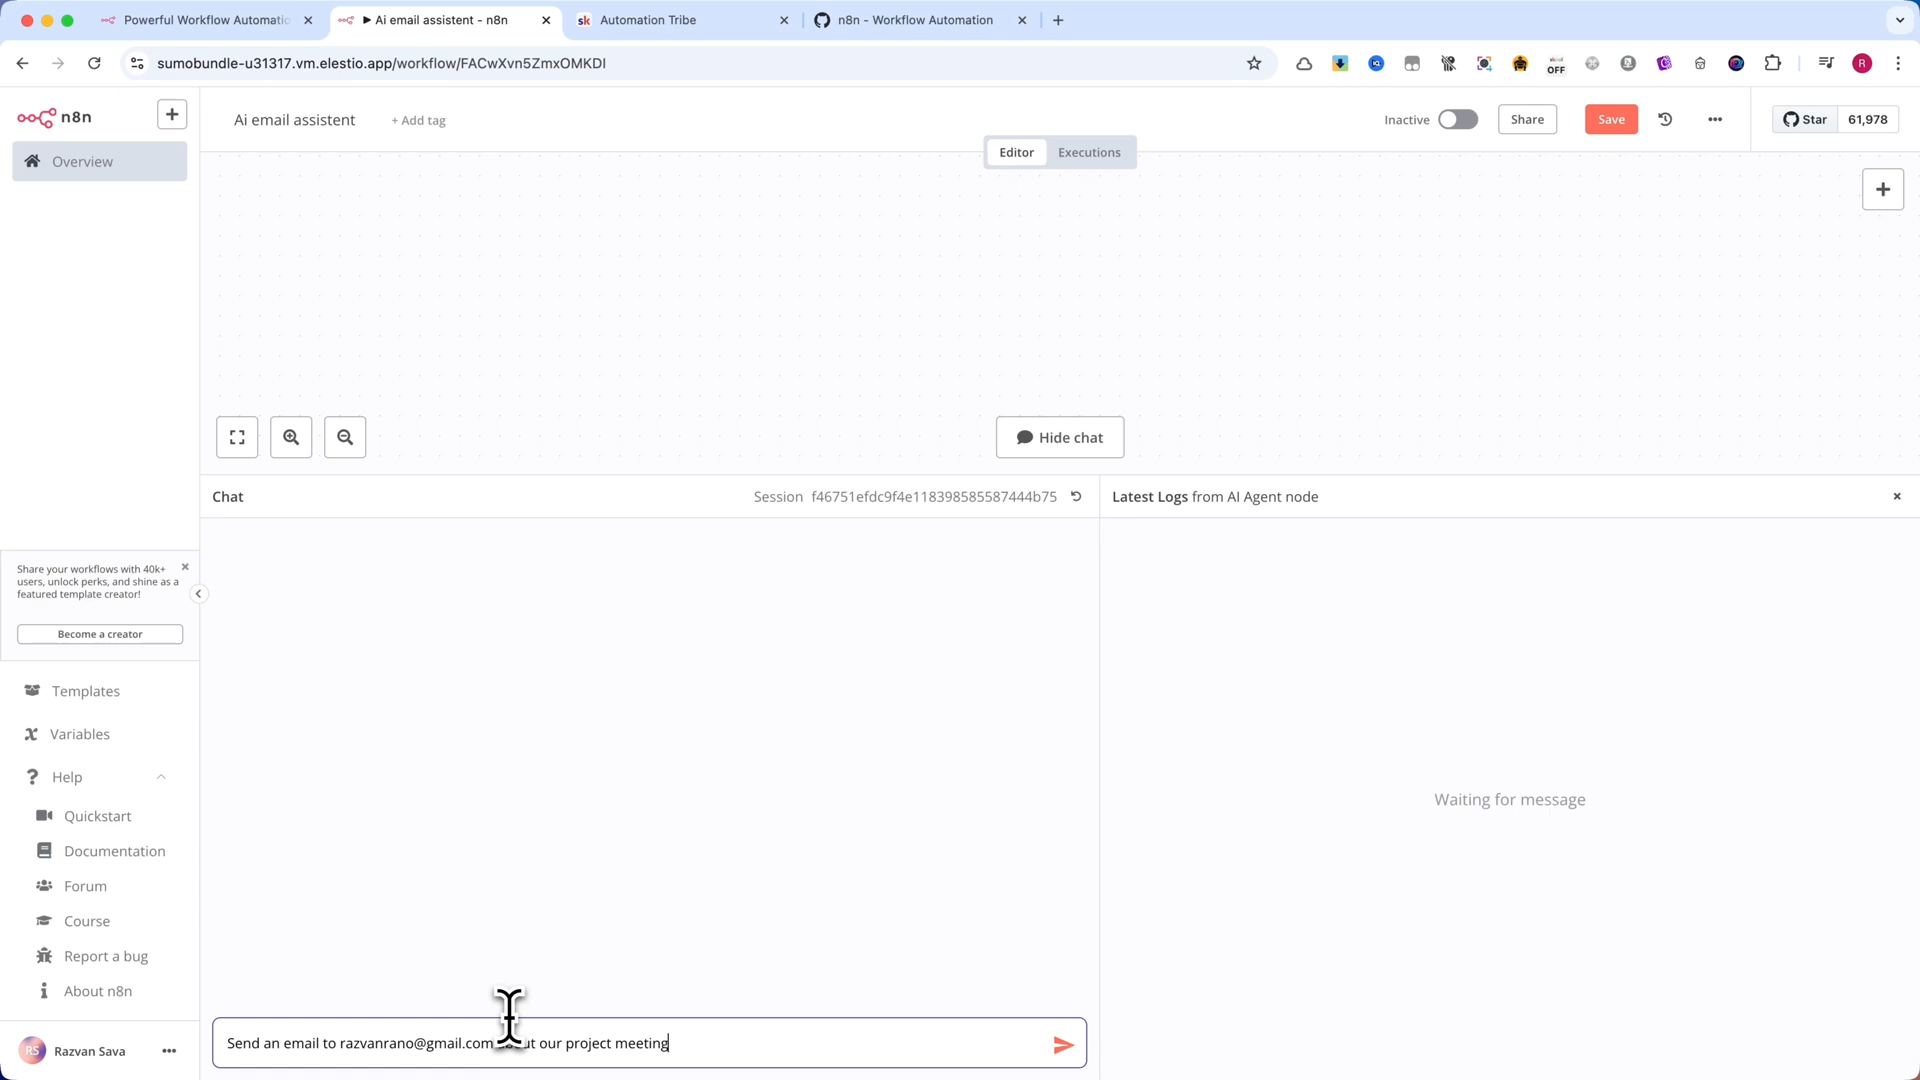 Powerful Workflow Automatio
Ai email assistent - n8n
sk Automation Tribe
n8n - Workflow Automation
sumobundle-u31317.vm.elestio.app/workflow/FACwXvn5ZmxOMKDI
OFF
R
n8n
Ai email assistent
+ Add tag
Inactive
Share
Save
Star
61,978
Overview
Editor
Executions
Hide chat
Chat
Session f46751efdc9f4e118398585587444b75
Latest Logs from AI Agent node
Share your workflows with 40k+
users, unlock perks, and shine as a
featured template creator!
Become a creator
Templates
Variables
Help
Quickstart
Documentation
Forum
Course
Report a bug
About n8n
Waiting for message
RS Razvan Sava
Send an email to razvanrano@gmail.com about our project meeting